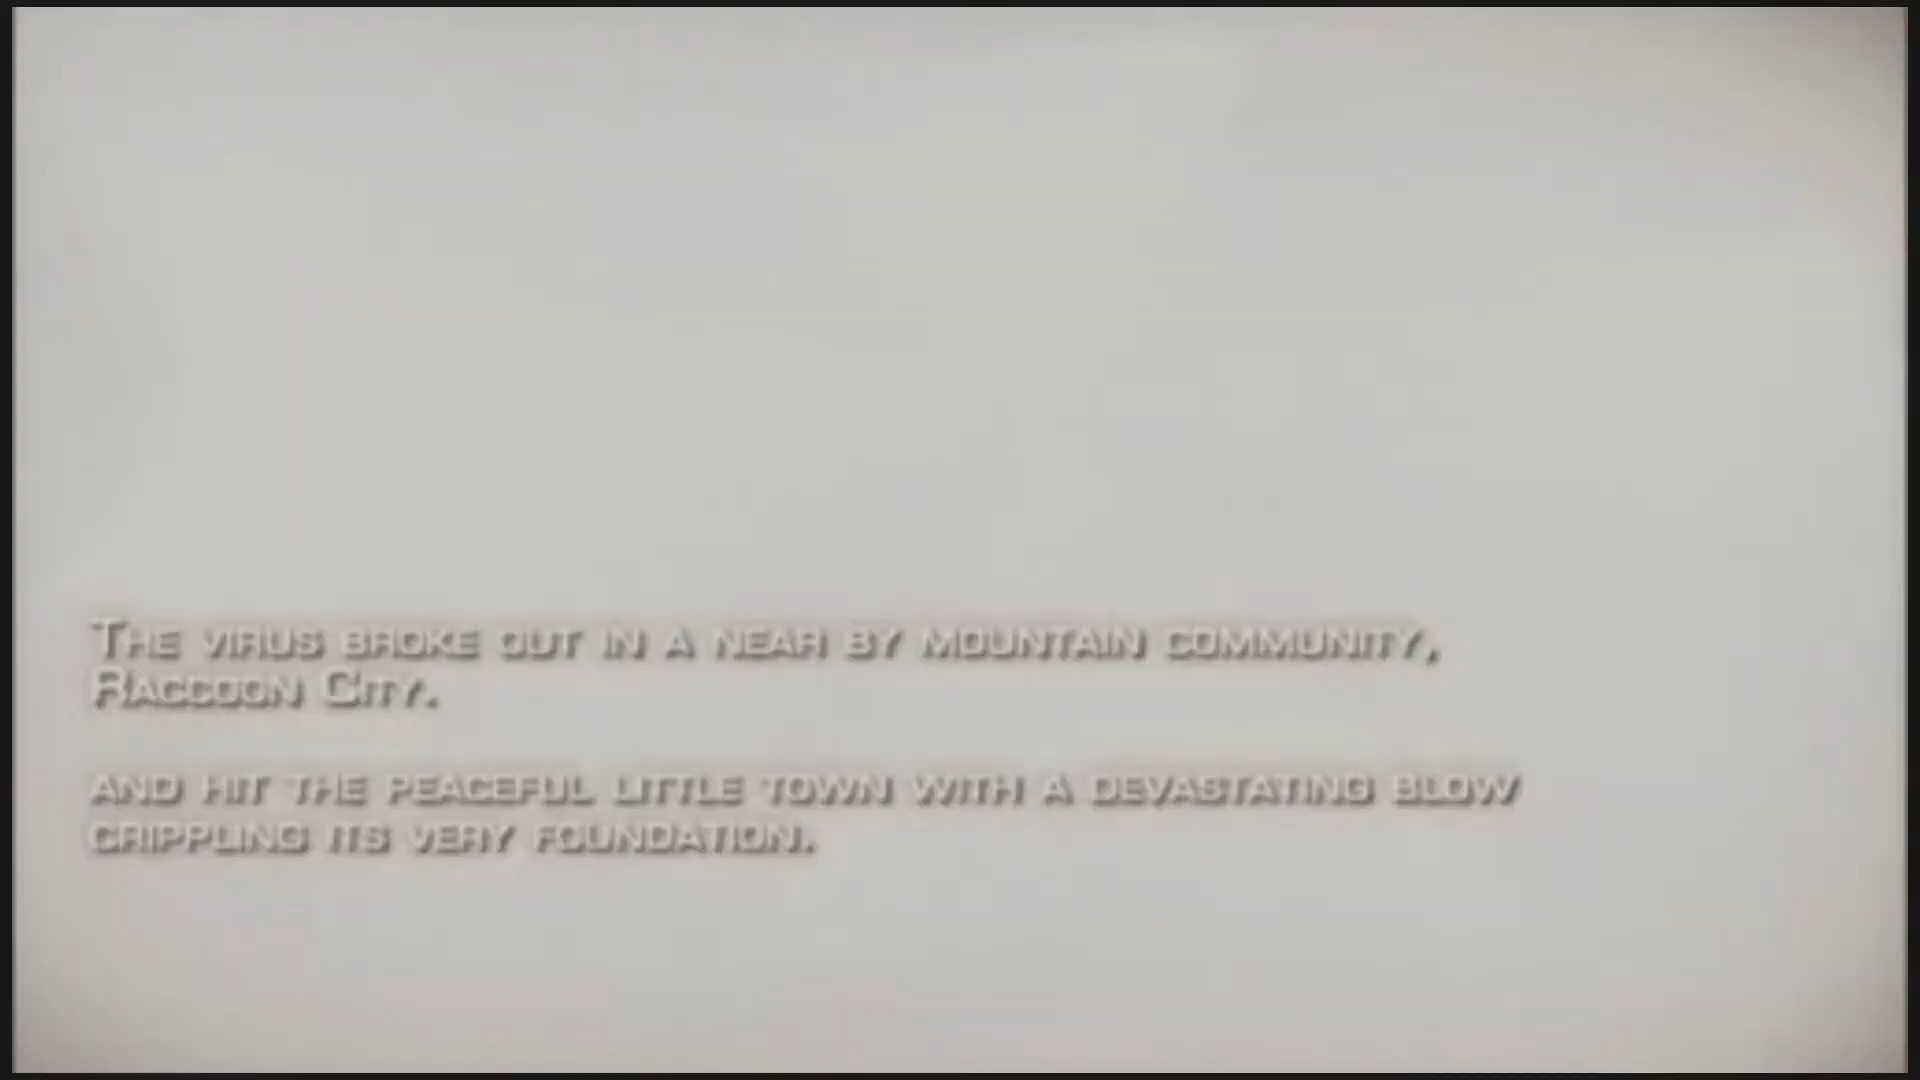 The virus broke out in a near by mountain community,
Raccoon City.
and hit the peaceful little town with a devastating blow
crippling its very foundation.